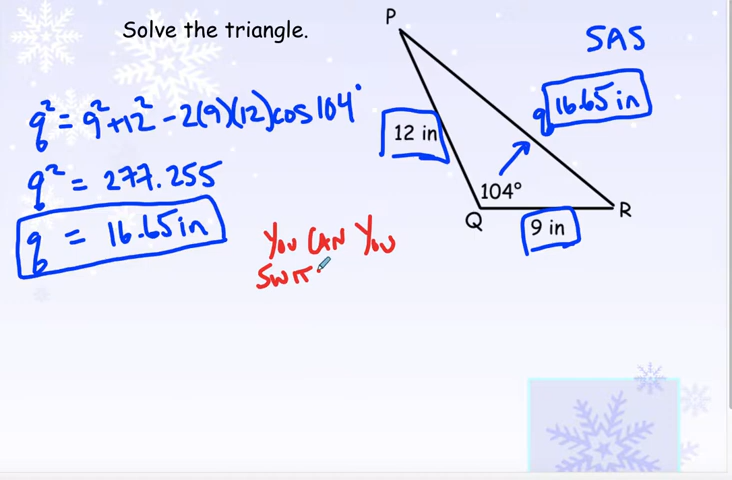 Solve the triangle.
P
SAS
q 16.65 in
q² = 9² + 12² - 2(9)(12) cos 104°
12 in
q² = 277.255
104°
Q
R
9 in
q = 16.65 in
YOU CAN YOU
SWIT